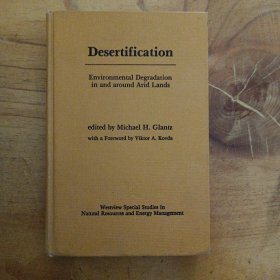 Desertification
Environmental Degradation
in and around Arid Lands
edited by Michael H. Glantz
with a Foreword by Viktor A. Kovda
Westview Special Studies in
Natural Resources and Energy Management